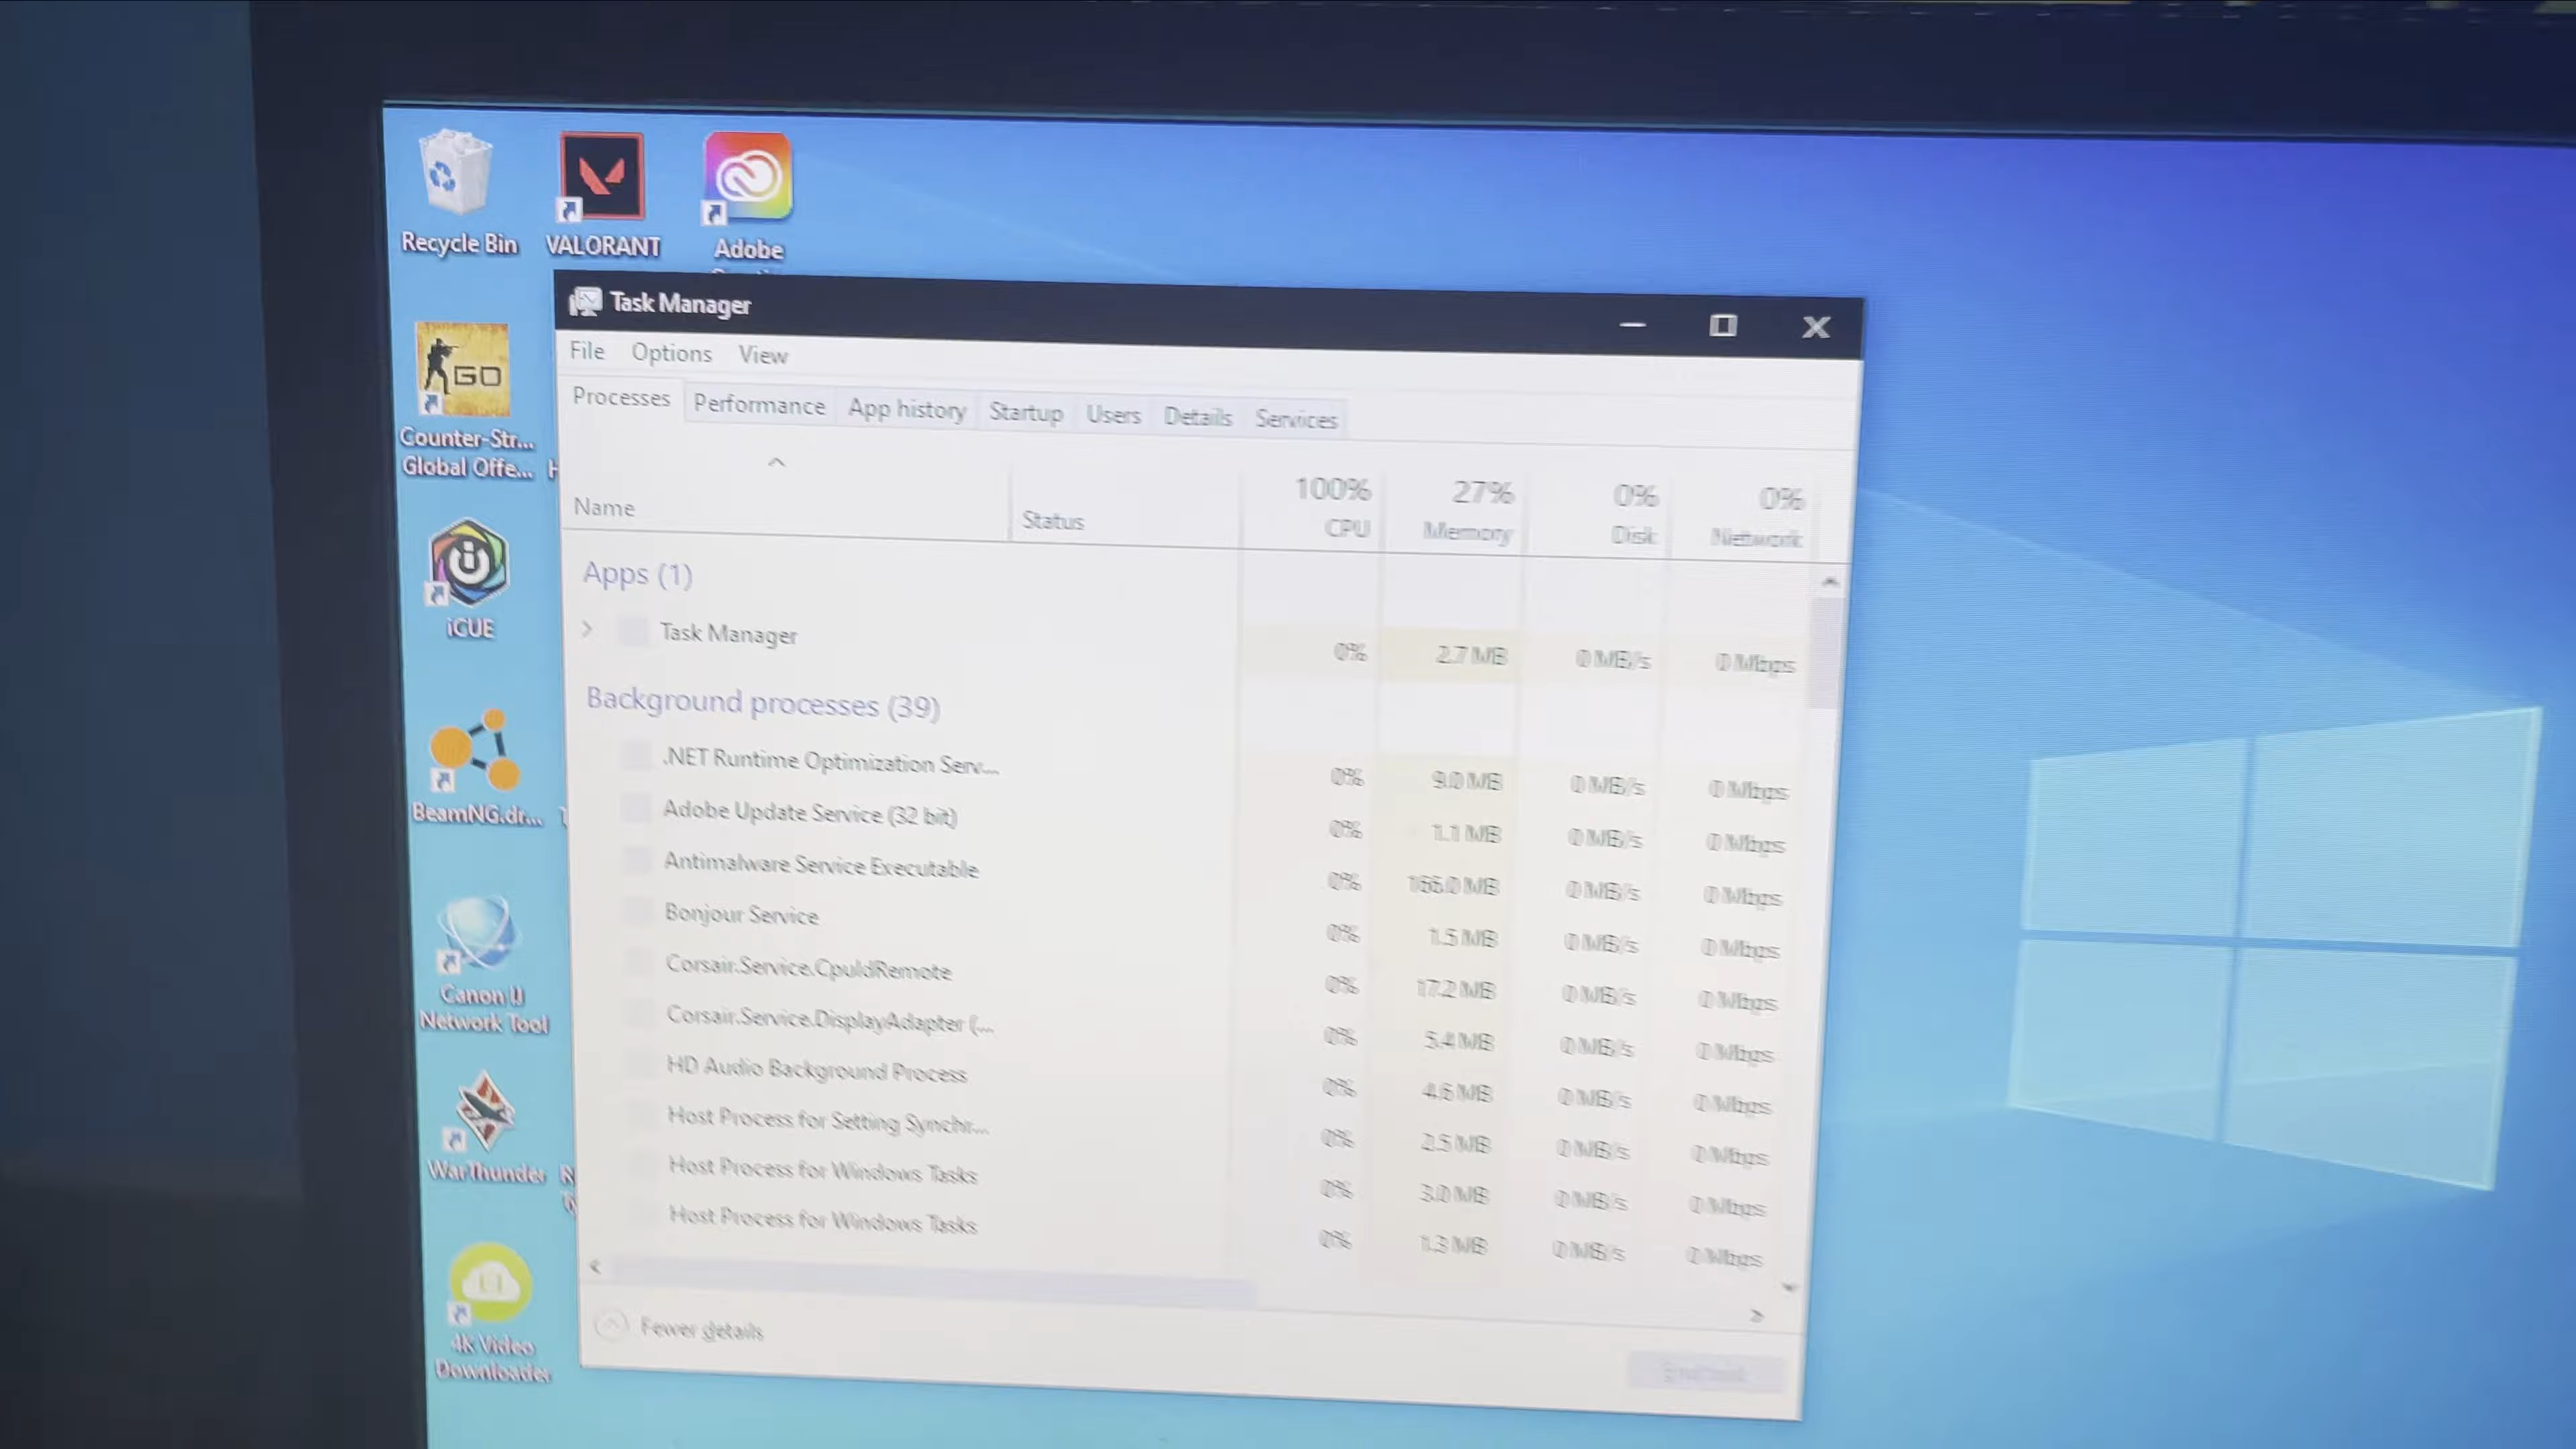 Recycle Bin
VALORANT
Adobe
Task Manager
File Options View
Processes Performance App history Startup Users Details Services
100% 27% 0% 0%
Name Status CPU Memory Disk Network
Apps (1)
Task Manager 0% 2.7 MB 0 MB/s 0 Mbps
Background processes (39)
.NET Runtime Optimization Serv... 0% 9.0 MB 0 MB/s 0 Mbps
Adobe Update Service (32 bit) 0% 1.1 MB 0 MB/s 0 Mbps
Antimalware Service Executable 0% 0 MB/s 0 Mbps
Bonjour Service 0% 1.5 MB 0 MB/s 0 Mbps
Corsair.Service.CpuIdRemote 0% 17.2 MB 0 MB/s 0 Mbps
Corsair.Service.DisplayAdapter (... 0% 5.4 MB 0 MB/s 0 Mbps
HD Audio Background Process 0% 4.6 MB 0 MB/s 0 Mbps
Host Process for Setting Synchr... 0% 2.5 MB 0 MB/s 0 Mbps
Host Process for Windows Tasks 0% 3.0 MB 0 MB/s 0 Mbps
Host Process for Windows Tasks 0% 1.3 MB 0 MB/s 0 Mbps
Fewer details
GO
Counter-Str...
Global Offe...
iCUE
BeamNG.dr...
Canon IJ
Network Tool
WarThunder
4k Video
Downloader